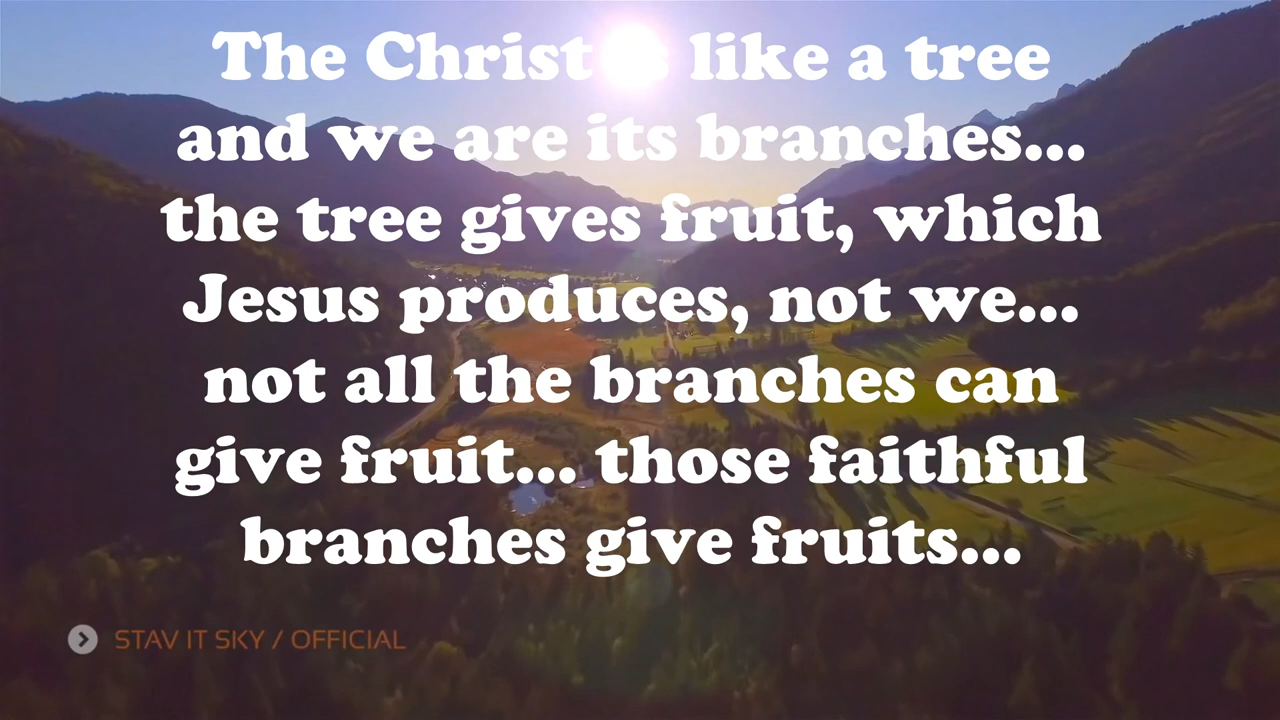 The Christ is like a tree
and we are its branches...
the tree gives fruit, which
Jesus produces, not we...
not all the branches can
give fruit... those faithful
branches give fruits...
STAV IT SKY / OFFICIAL